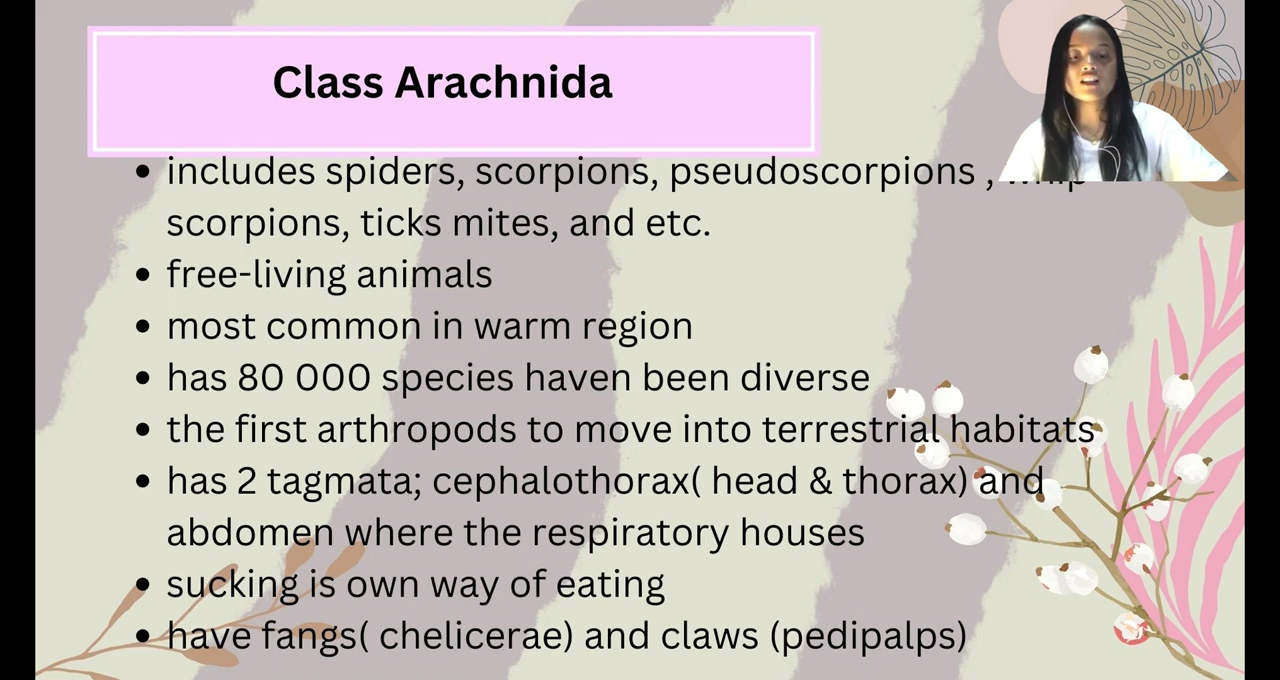 Class Arachnida
• includes spiders, scorpions, pseudoscorpions , whip
scorpions, ticks mites, and etc.
• free-living animals
• most common in warm region
• has 80 000 species haven been diverse
• the first arthropods to move into terrestrial habitats
• has 2 tagmata; cephalothorax( head & thorax) and
abdomen where the respiratory houses
• sucking is own way of eating
• have fangs( chelicerae) and claws (pedipalps)